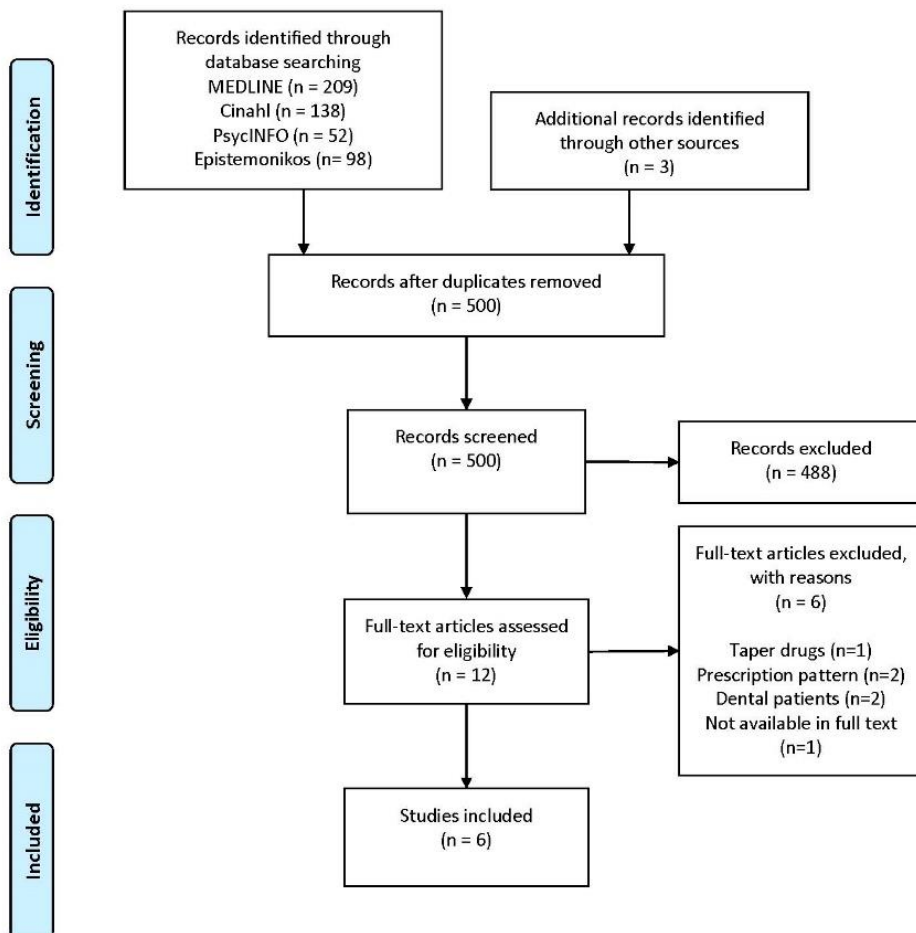 Identification
Records identified through
database searching
MEDLINE (n = 209)
Cinahl (n = 138)
PsycINFO (n = 52)
Epistemonikos (n= 98)
Additional records identified
through other sources
(n = 3)
Records after duplicates removed
(n = 500)
Screening
Records screened
(n = 500)
Records excluded
(n = 488)
Eligibility
Full-text articles assessed
for eligibility
(n = 12)
Full-text articles excluded,
with reasons
(n = 6)
Taper drugs (n=1)
Prescription pattern (n=2)
Dental patients (n=2)
Not available in full text
(n=1)
Included
Studies included
(n = 6)